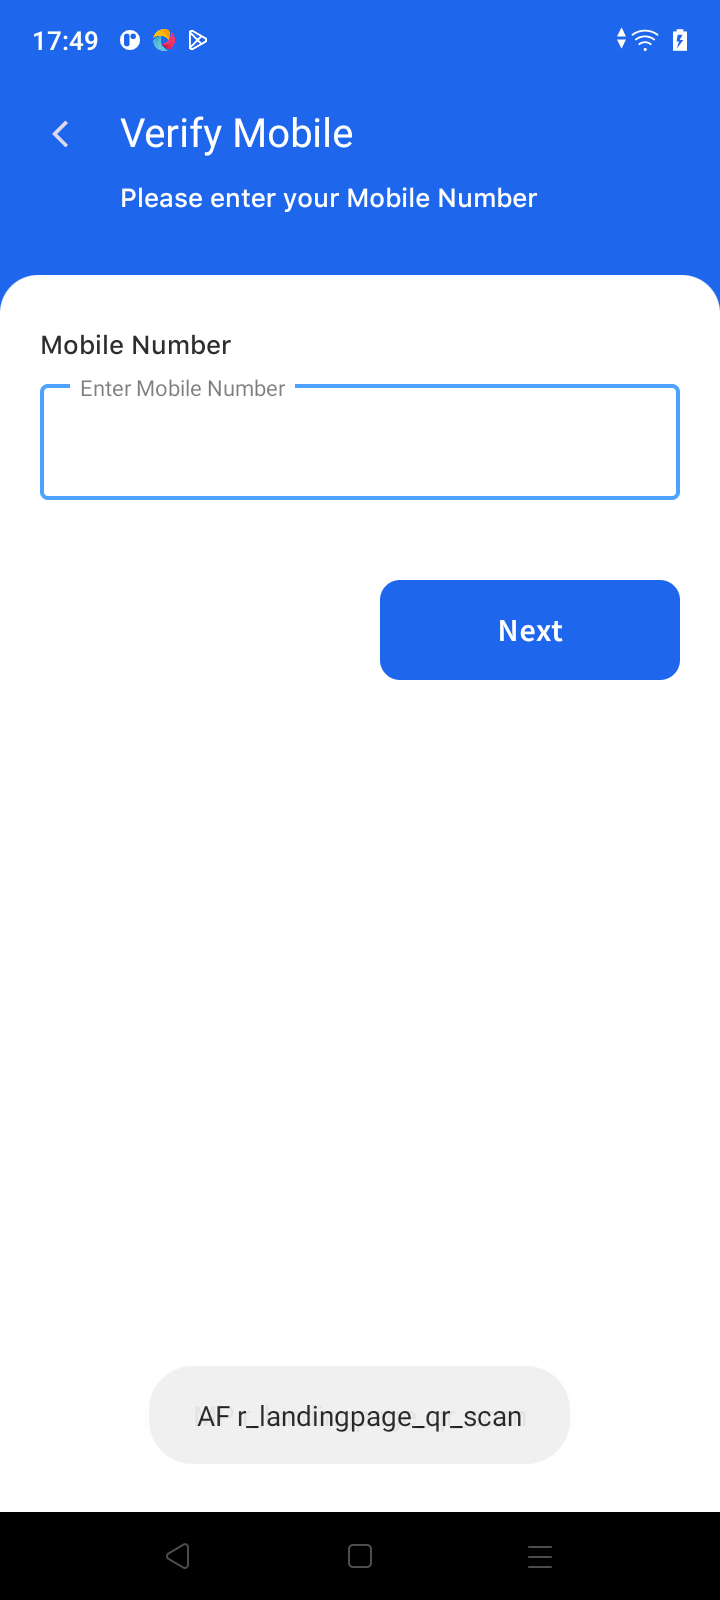 17:49
Verify Mobile
Please enter your Mobile Number
Mobile Number
Enter Mobile Number
Next
AF r_landingpage_qr_scan